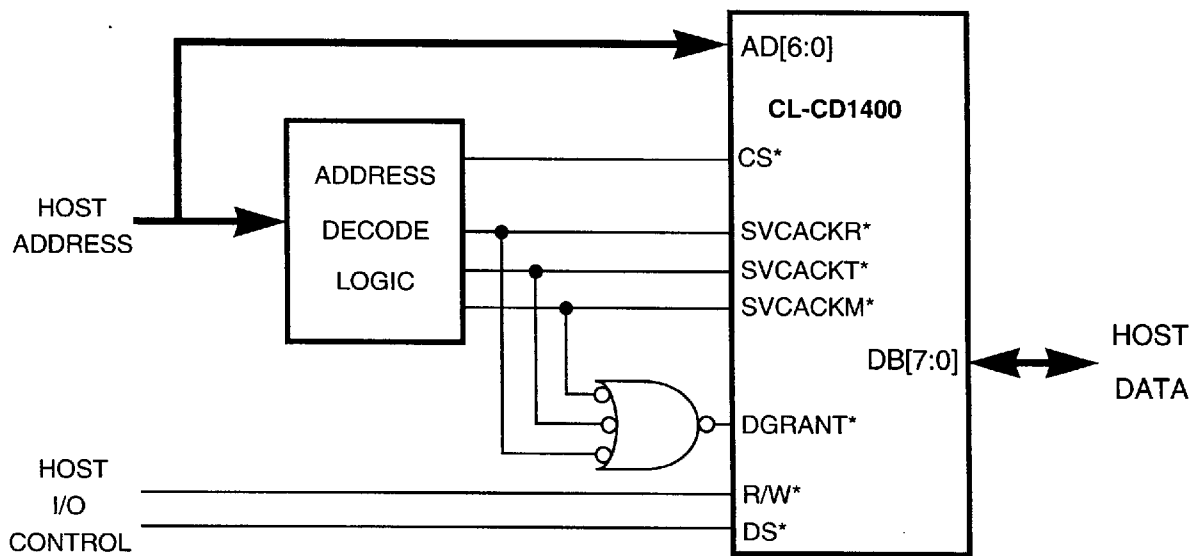 AD[6:0]
CL-CD1400
CS*
ADDRESS
DECODE
LOGIC
HOST
ADDRESS
SVCACKR*
SVCACKT*
SVCACKM*
DB[7:0]
HOST
DATA
DGRANT*
HOST
I/O
CONTROL
R/W*
DS*